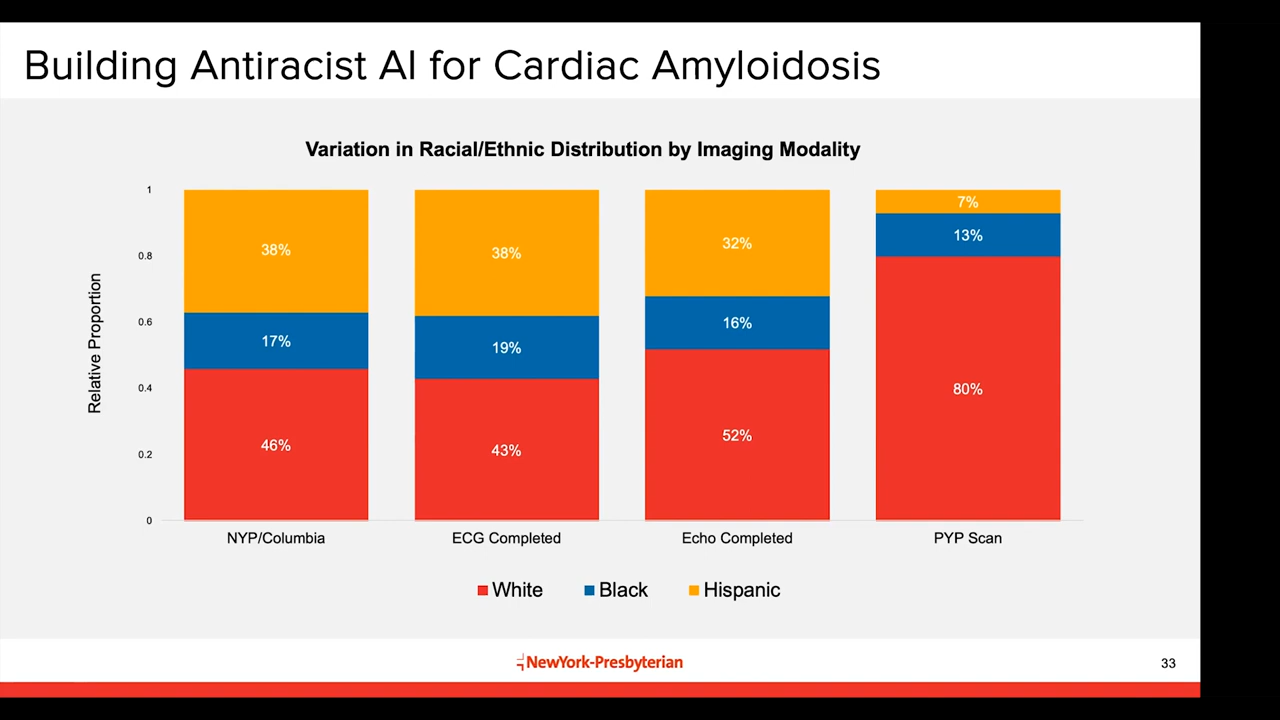 Building Antiracist AI for Cardiac Amyloidosis
Variation in Racial/Ethnic Distribution by Imaging Modality
Relative Proportion
1
0.8
0.6
0.4
0.2
0
38%
17%
46%
38%
19%
43%
32%
16%
52%
7%
13%
80%
NYP/Columbia
ECG Completed
Echo Completed
PYP Scan
White
Black
Hispanic
NewYork-Presbyterian
33